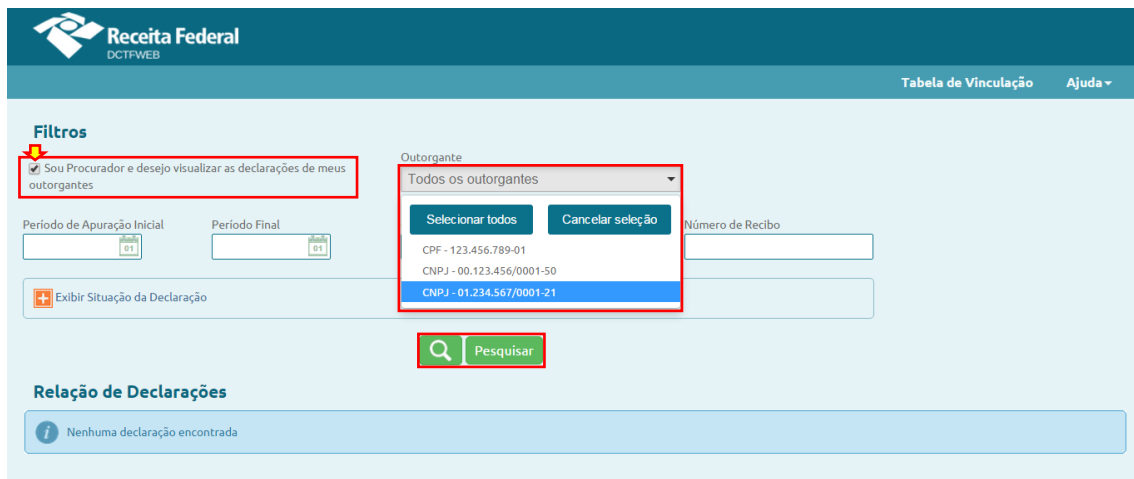 Receita Federal
DCTFWEB
Tabela de Vinculação Ajuda
Filtros
Sou Procurador e desejo visualizar as declarações de meus
outorgantes
Outorgante
Todos os outorgantes
Selecionar todos Cancelar seleção
CPF - 123.456.789-01
CNPJ - 00.123.456/0001-50
CNPJ - 01.234.567/0001-21
Período de Apuração Inicial Período Final Número de Recibo
01 01
Exibir Situação da Declaração
Pesquisar
Relação de Declarações
i Nenhuma declaração encontrada